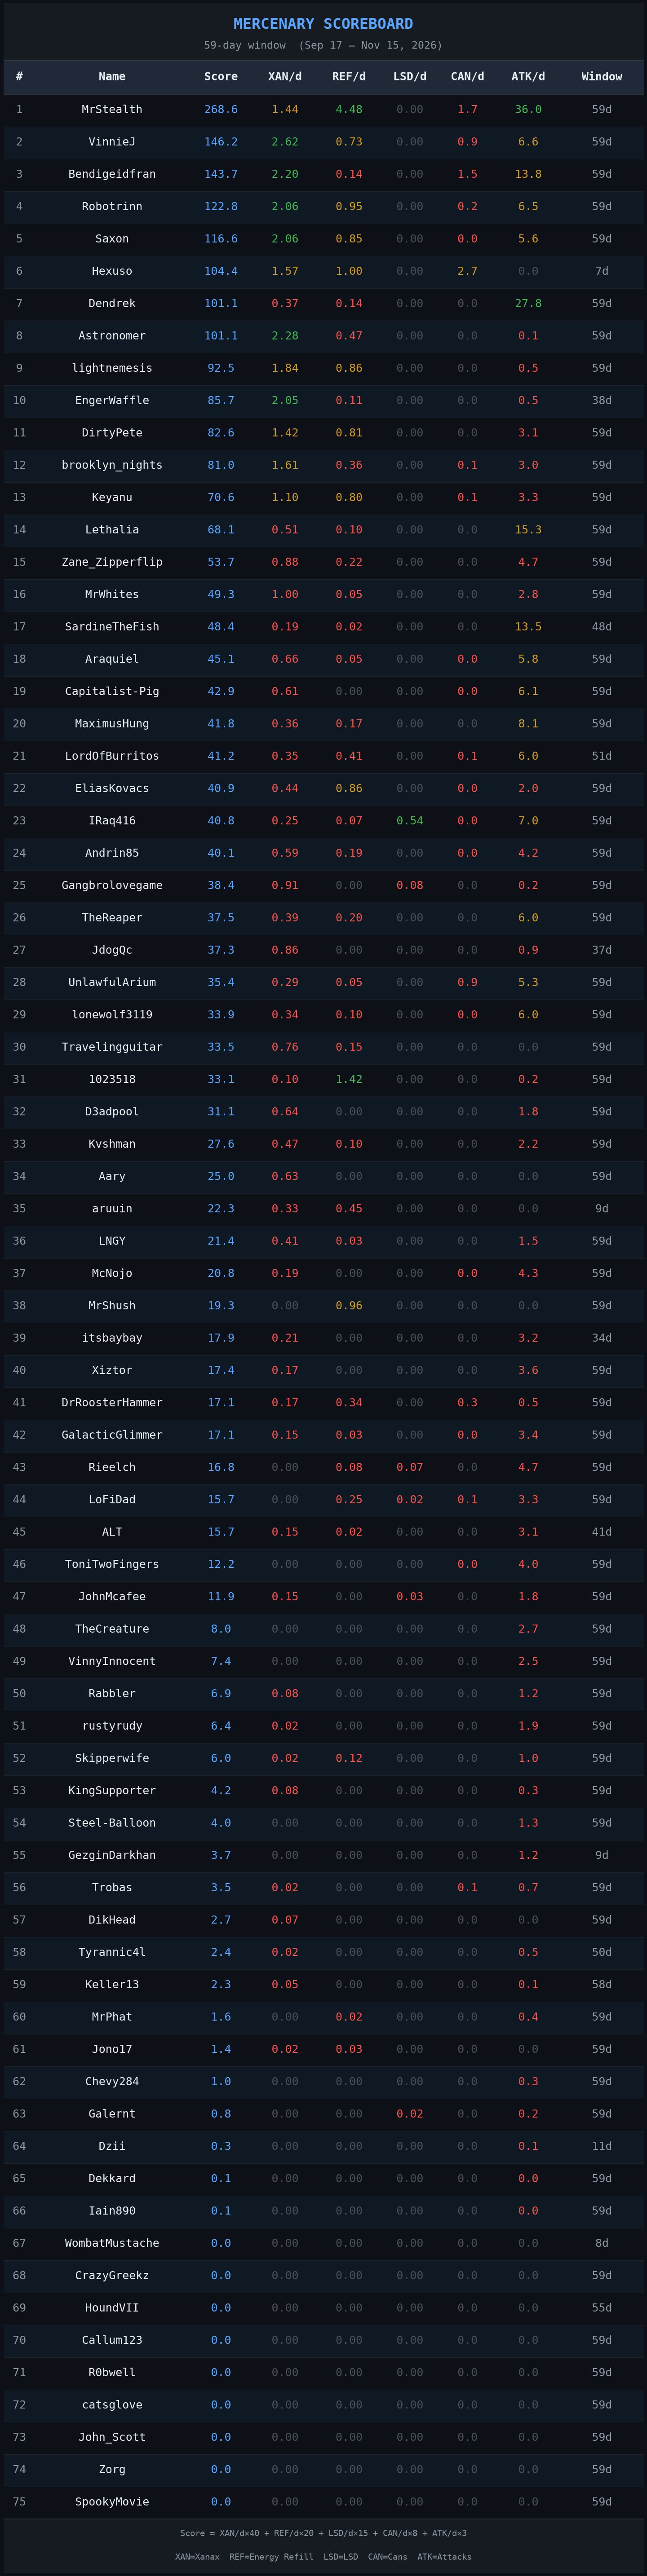 MERCENARY SCOREBOARD
59-day window (Sep 17 — Nov 15, 2026)
# Name Score XAN/d REF/d LSD/d CAN/d ATK/d Window
1 MrStealth 268.6 1.44 4.48 0.00 1.7 36.0 59d
2 VinnieJ 146.2 2.62 0.73 0.00 0.9 6.6 59d
3 Bendigeidfran 143.7 2.20 0.14 0.00 1.5 13.8 59d
4 Robotrinn 122.8 2.06 0.95 0.00 0.2 6.5 59d
5 Saxon 116.6 2.06 0.85 0.00 0.0 5.6 59d
6 Hexuso 104.4 1.57 1.00 0.00 2.7 0.0 7d
7 Dendrek 101.1 0.37 0.14 0.00 0.0 27.8 59d
8 Astronomer 101.1 2.28 0.47 0.00 0.0 0.1 59d
9 lightnemesis 92.5 1.84 0.86 0.00 0.0 0.5 59d
10 EngerWaffle 85.7 2.05 0.11 0.00 0.0 0.5 38d
11 DirtyPete 82.6 1.42 0.81 0.00 0.0 3.1 59d
12 brooklyn_nights 81.0 1.61 0.36 0.00 0.1 3.0 59d
13 Keyanu 70.6 1.10 0.80 0.00 0.1 3.3 59d
14 Lethalia 68.1 0.51 0.10 0.00 0.0 15.3 59d
15 Zane_Zipperflip 53.7 0.88 0.22 0.00 0.0 4.7 59d
16 MrWhites 49.3 1.00 0.05 0.00 0.0 2.8 59d
17 SardineTheFish 48.4 0.19 0.02 0.00 0.0 13.5 48d
18 Araquiel 45.1 0.66 0.05 0.00 0.0 5.8 59d
19 Capitalist-Pig 42.9 0.61 0.00 0.00 0.0 6.1 59d
20 MaximusHung 41.8 0.36 0.17 0.00 0.0 8.1 59d
21 LordOfBurritos 41.2 0.35 0.41 0.00 0.1 6.0 51d
22 EliasKovacs 40.9 0.44 0.86 0.00 0.0 2.0 59d
23 IRaq416 40.8 0.25 0.07 0.54 0.0 7.0 59d
24 Andrin85 40.1 0.59 0.19 0.00 0.0 4.2 59d
25 Gangbrolovegame 38.4 0.91 0.00 0.08 0.0 0.2 59d
26 TheReaper 37.5 0.39 0.20 0.00 0.0 6.0 59d
27 JdogQc 37.3 0.86 0.00 0.00 0.0 0.9 37d
28 UnlawfulArium 35.4 0.29 0.05 0.00 0.9 5.3 59d
29 lonewolf3119 33.9 0.34 0.10 0.00 0.0 6.0 59d
30 Travelingguitar 33.5 0.76 0.15 0.00 0.0 0.0 59d
31 1023518 33.1 0.10 1.42 0.00 0.0 0.2 59d
32 D3adpool 31.1 0.64 0.00 0.00 0.0 1.8 59d
33 Kvshman 27.6 0.47 0.10 0.00 0.0 2.2 59d
34 Aary 25.0 0.63 0.00 0.00 0.0 0.0 59d
35 aruuin 22.3 0.33 0.45 0.00 0.0 0.0 9d
36 LNGY 21.4 0.41 0.03 0.00 0.0 1.5 59d
37 McNojo 20.8 0.19 0.00 0.00 0.0 4.3 59d
38 MrShush 19.3 0.00 0.96 0.00 0.0 0.0 59d
39 itsbaybay 17.9 0.21 0.00 0.00 0.0 3.2 34d
40 Xiztor 17.4 0.17 0.00 0.00 0.0 3.6 59d
41 DrRoosterHammer 17.1 0.17 0.34 0.00 0.3 0.5 59d
42 GalacticGlimmer 17.1 0.15 0.03 0.00 0.0 3.4 59d
43 Rieelch 16.8 0.00 0.08 0.07 0.0 4.7 59d
44 LoFiDad 15.7 0.00 0.25 0.02 0.1 3.3 59d
45 ALT 15.7 0.15 0.02 0.00 0.0 3.1 41d
46 ToniTwoFingers 12.2 0.00 0.00 0.00 0.0 4.0 59d
47 JohnMcafee 11.9 0.15 0.00 0.03 0.0 1.8 59d
48 TheCreature 8.0 0.00 0.00 0.00 0.0 2.7 59d
49 VinnyInnocent 7.4 0.00 0.00 0.00 0.0 2.5 59d
50 Rabbler 6.9 0.08 0.00 0.00 0.0 1.2 59d
51 rustyrudy 6.4 0.02 0.00 0.00 0.0 1.9 59d
52 Skipperwife 6.0 0.02 0.12 0.00 0.0 1.0 59d
53 KingSupporter 4.2 0.08 0.00 0.00 0.0 0.3 59d
54 Steel-Balloon 4.0 0.00 0.00 0.00 0.0 1.3 59d
55 GezginDarkhan 3.7 0.00 0.00 0.00 0.0 1.2 9d
56 Trobas 3.5 0.02 0.00 0.00 0.1 0.7 59d
57 DikHead 2.7 0.07 0.00 0.00 0.0 0.0 59d
58 Tyrannic4l 2.4 0.02 0.00 0.00 0.0 0.5 50d
59 Keller13 2.3 0.05 0.00 0.00 0.0 0.1 58d
60 MrPhat 1.6 0.00 0.02 0.00 0.0 0.4 59d
61 Jono17 1.4 0.02 0.03 0.00 0.0 0.0 59d
62 Chevy284 1.0 0.00 0.00 0.00 0.0 0.3 59d
63 Galernt 0.8 0.00 0.00 0.02 0.0 0.2 59d
64 Dzii 0.3 0.00 0.00 0.00 0.0 0.1 11d
65 Dekkard 0.1 0.00 0.00 0.00 0.0 0.0 59d
66 Iain890 0.1 0.00 0.00 0.00 0.0 0.0 59d
67 WombatMustache 0.0 0.00 0.00 0.00 0.0 0.0 8d
68 CrazyGreekz 0.0 0.00 0.00 0.00 0.0 0.0 59d
69 HoundVII 0.0 0.00 0.00 0.00 0.0 0.0 55d
70 Callum123 0.0 0.00 0.00 0.00 0.0 0.0 59d
71 R0bwell 0.0 0.00 0.00 0.00 0.0 0.0 59d
72 catsglove 0.0 0.00 0.00 0.00 0.0 0.0 59d
73 John_Scott 0.0 0.00 0.00 0.00 0.0 0.0 59d
74 Zorg 0.0 0.00 0.00 0.00 0.0 0.0 59d
75 SpookyMovie 0.0 0.00 0.00 0.00 0.0 0.0 59d
Score = XAN/d×40 + REF/d×20 + LSD/d×15 + CAN/d×8 + ATK/d×3
XAN=Xanax REF=Energy Refill LSD=LSD CAN=Cans ATK=Attacks